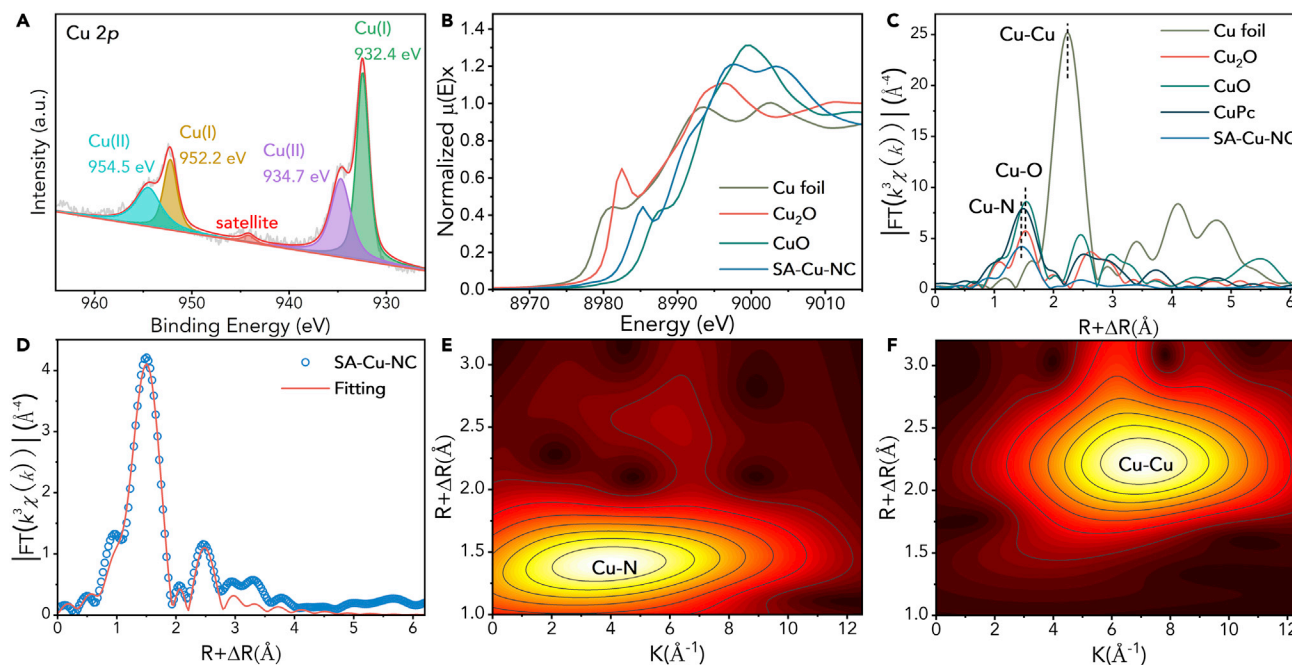 A
Cu 2p
Cu(I)
932.4 eV
Cu(II)
954.5 eV
Cu(I)
952.2 eV
Cu(II)
934.7 eV
satellite
Intensity (a.u.)
960
950
940
930
Binding Energy (eV)
B
1.4
1.2
1.0
0.8
0.6
0.4
0.2
0.0
Normalized μ(E)x
Cu foil
Cu₂O
CuO
SA-Cu-NC
8970
8980
8990
9000
9010
Energy (eV)
C
30
25
20
15
10
5
0
|FT(k³χ(k))| (Å⁻⁴)
Cu-Cu
Cu-O
Cu-N
Cu foil
Cu₂O
CuO
CuPc
SA-Cu-NC
0
1
2
3
4
5
6
R+ΔR(Å)
D
4
3
2
1
0
|FT(k³χ(k))| (Å⁻⁴)
SA-Cu-NC
Fitting
0
1
2
3
4
5
6
R+ΔR(Å)
E
3.0
2.5
2.0
1.5
1.0
R+ΔR(Å)
Cu-N
0
2
4
6
8
10
12
K(Å⁻¹)
F
3.0
2.5
2.0
1.5
1.0
R+ΔR(Å)
Cu-Cu
0
2
4
6
8
10
12
K(Å⁻¹)